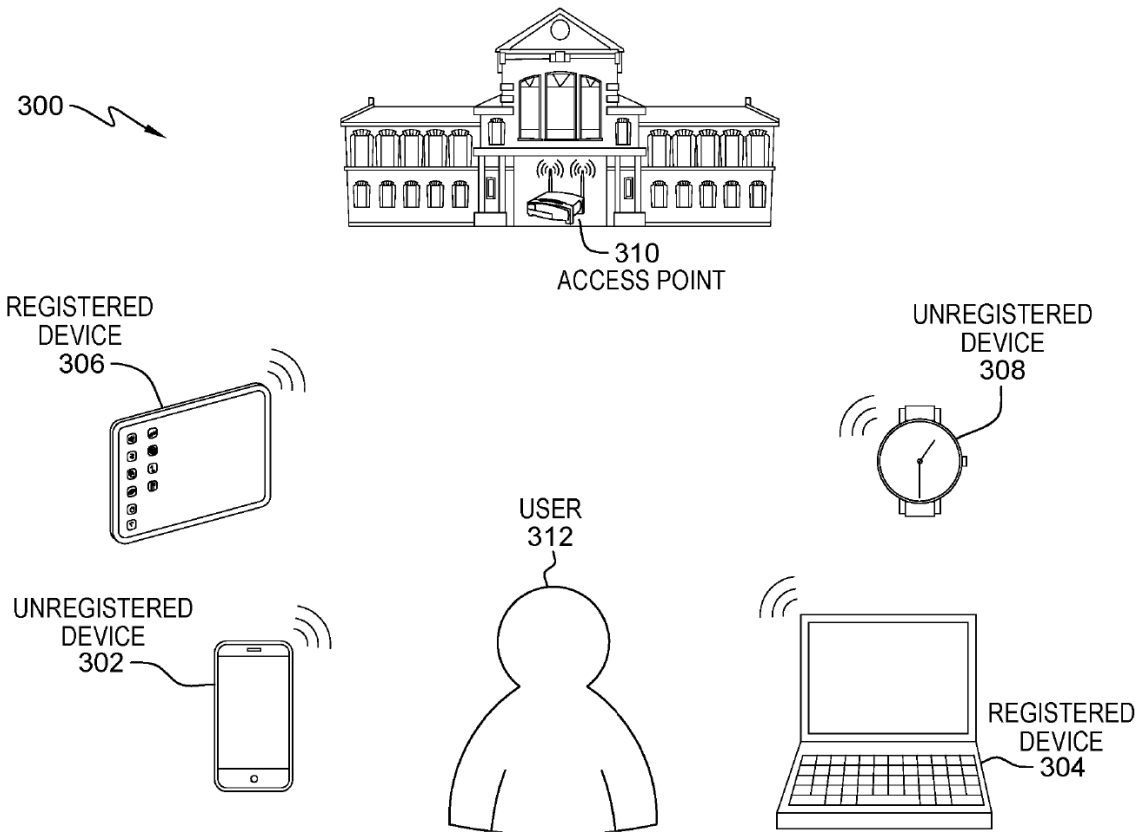 300
310
ACCESS POINT
REGISTERED
DEVICE
306
UNREGISTERED
DEVICE
308
USER
312
UNREGISTERED
DEVICE
302
REGISTERED
DEVICE
304